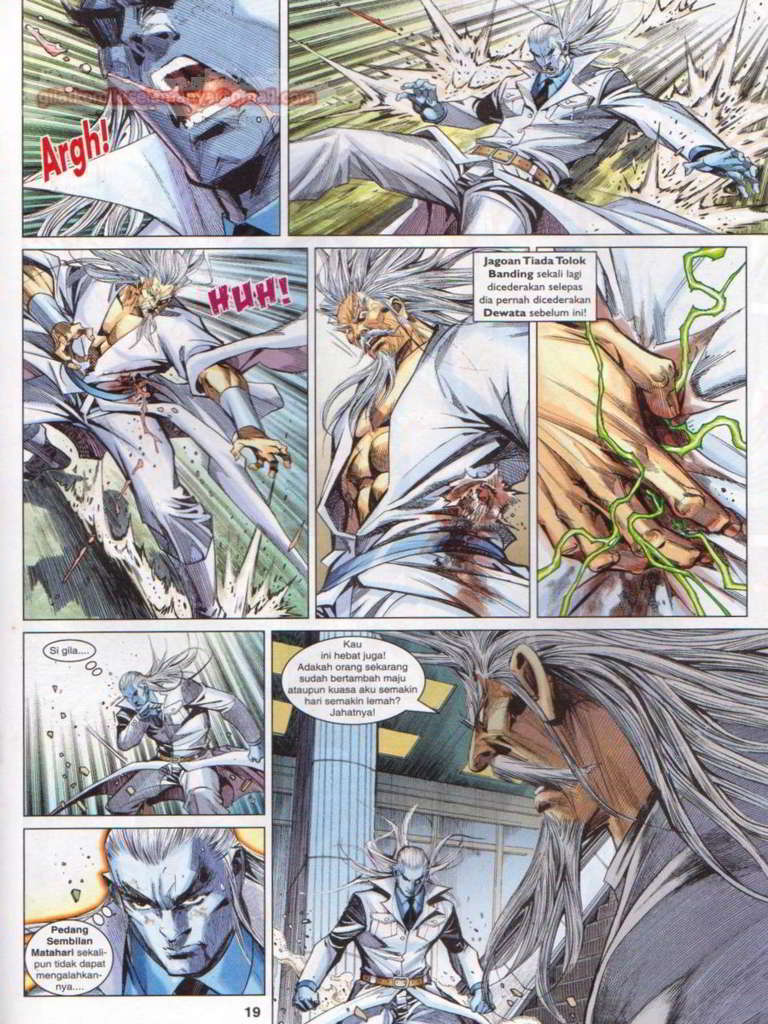 Argh!
HUH!
Jagoan Tiada Tolok
Banding sekali lagi
dicederakan selepas
dia pernah dicederakan
Dewata sebelum ini!
Si gila....
Kau
ini hebat juga!
Adakah orang sekarang
sudah bertambah maju
ataupun kuasa aku semakin
hari semakin lemah?
Jahatnya!
Pedang
Sembilan
Matahari sekali-
pun tidak dapat
mengalahkan-
nya....
19